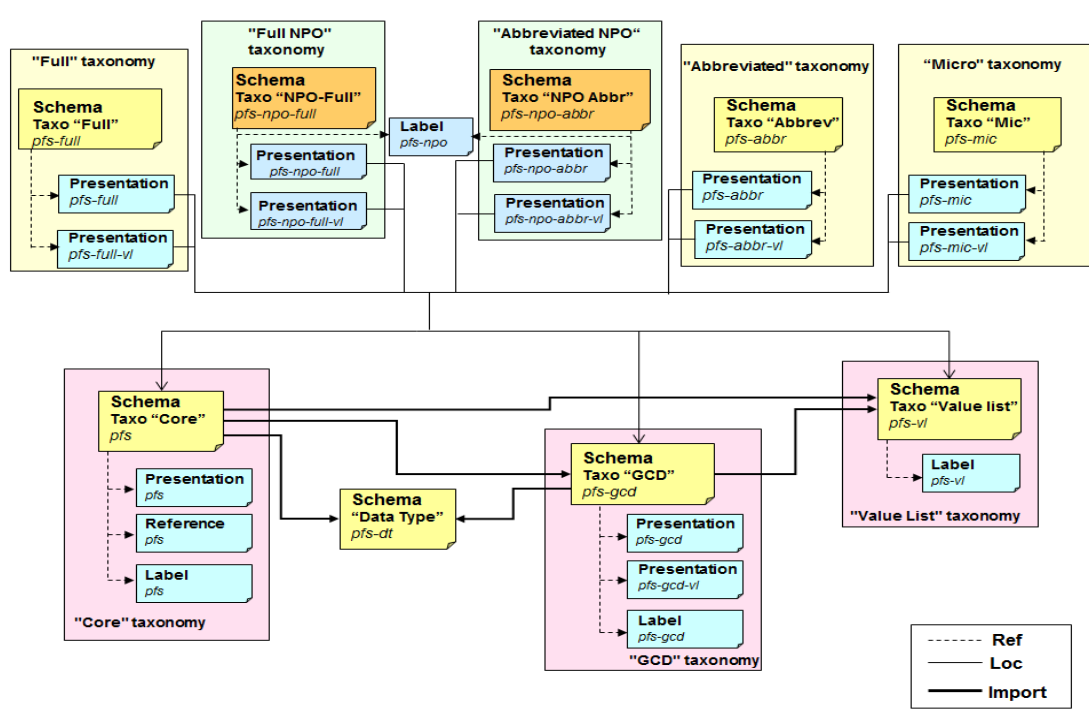 "Full" taxonomy
Schema
Taxo “Full”
pfs-full
Presentation
pfs-full
Presentation
pfs-full-vl
"Full NPO"
taxonomy
Schema
Taxo “NPO-Full”
pfs-npo-full
Presentation
pfs-npo-full
Presentation
pfs-npo-full-vl
Label
pfs-npo
"Abbreviated NPO“
taxonomy
Schema
Taxo “NPO Abbr”
pfs-npo-abbr
Presentation
pfs-npo-abbr
Presentation
pfs-npo-abbr-vl
"Abbreviated" taxonomy
Schema
Taxo “Abbrev”
pfs-abbr
Presentation
pfs-abbr
Presentation
pfs-abbr-vl
“Micro” taxonomy
Schema
Taxo “Mic”
pfs-mic
Presentation
pfs-mic
Presentation
pfs-mic-vl
Schema
Taxo “Core”
pfs
Presentation
pfs
Reference
pfs
Label
pfs
"Core" taxonomy
Schema
“Data Type”
pfs-dt
Schema
Taxo “GCD”
pfs-gcd
Presentation
pfs-gcd
Presentation
pfs-gcd-vl
Label
pfs-gcd
"GCD" taxonomy
Schema
Taxo “Value list”
pfs-vl
Label
pfs-vl
"Value List" taxonomy
Ref
Loc
Import